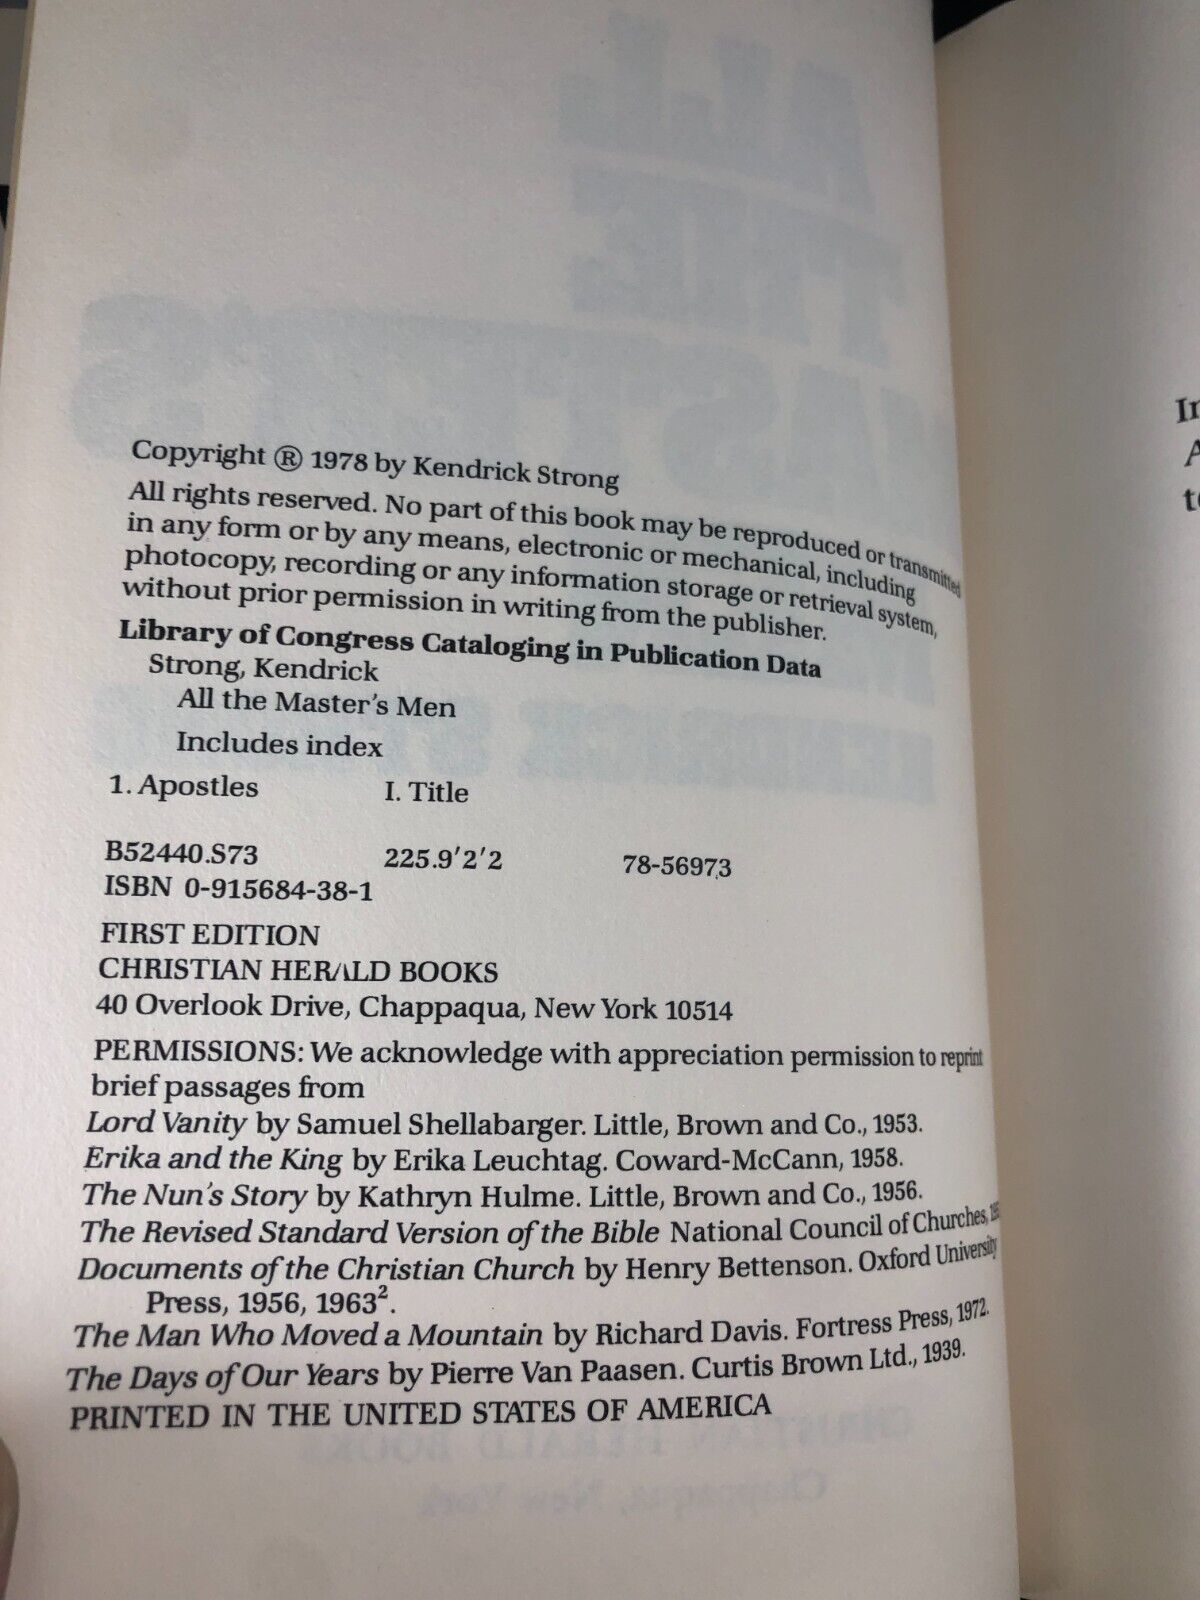 Copyright ® 1978 by Kendrick Strong
All rights reserved. No part of this book may be reproduced or transmitted
in any form or by any means, electronic or mechanical, including
photocopy, recording or any information storage or retrieval system,
without prior permission in writing from the publisher.
Library of Congress Cataloging in Publication Data
Strong, Kendrick
All the Master's Men
Includes index
1. Apostles I. Title
B52440.S73 225.9′2′2 78-56973
ISBN 0-915684-38-1
FIRST EDITION
CHRISTIAN HERALD BOOKS
40 Overlook Drive, Chappaqua, New York 10514
PERMISSIONS: We acknowledge with appreciation permission to reprint
brief passages from
Lord Vanity by Samuel Shellabarger. Little, Brown and Co., 1953.
Erika and the King by Erika Leuchtag. Coward-McCann, 1958.
The Nun's Story by Kathryn Hulme. Little, Brown and Co., 1956.
The Revised Standard Version of the Bible National Council of Churches,
Documents of the Christian Church by Henry Bettenson. Oxford University
Press, 1956, 1963².
The Man Who Moved a Mountain by Richard Davis. Fortress Press, 1972.
The Days of Our Years by Pierre Van Paasen. Curtis Brown Ltd., 1939.
PRINTED IN THE UNITED STATES OF AMERICA